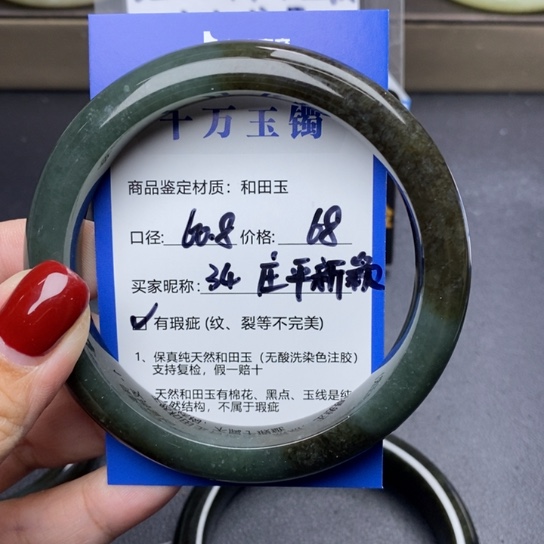 千万玉镯
商品鉴定材质：和田玉
口径：60.8 价格：68
买家昵称：34 庄平新颖
☑ 有瑕疵 (纹、裂等不完美)
1、保真纯天然和田玉（无酸洗染色注胶）
支持复检，假一赔十
天然和田玉有棉花、黑点、玉线是纯
天然结构，不属于瑕疵